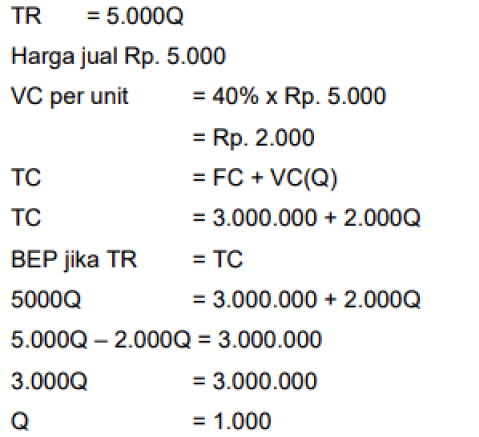 TR = 5.000Q
Harga jual Rp. 5.000
VC per unit = 40% x Rp. 5.000
= Rp. 2.000
TC = FC + VC(Q)
TC = 3.000.000 + 2.000Q
BEP jika TR = TC
5000Q = 3.000.000 + 2.000Q
5.000Q – 2.000Q = 3.000.000
3.000Q = 3.000.000
Q = 1.000